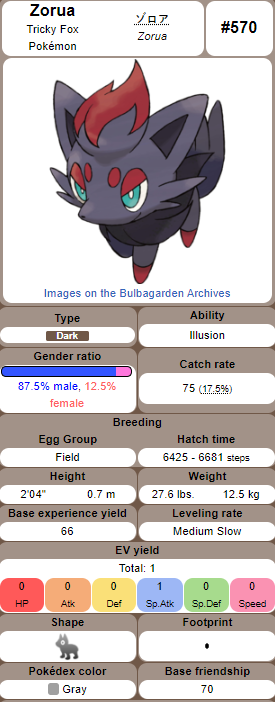 Zorua
Tricky Fox
Pokémon
ゾロア
Zorua
#570
Images on the Bulbagarden Archives
Type
Dark
Ability
Illusion
Gender ratio
87.5% male, 12.5%
female
Catch rate
75 (17.5%)
Breeding
Egg Group
Field
Hatch time
6425 - 6681 steps
Height
2'04" 0.7 m
Weight
27.6 lbs. 12.5 kg
Base experience yield
66
Leveling rate
Medium Slow
EV yield
Total: 1
0 0 0 1 0 0
HP Atk Def Sp.Atk Sp.Def Speed
Shape
Footprint
Pokédex color
Gray
Base friendship
70